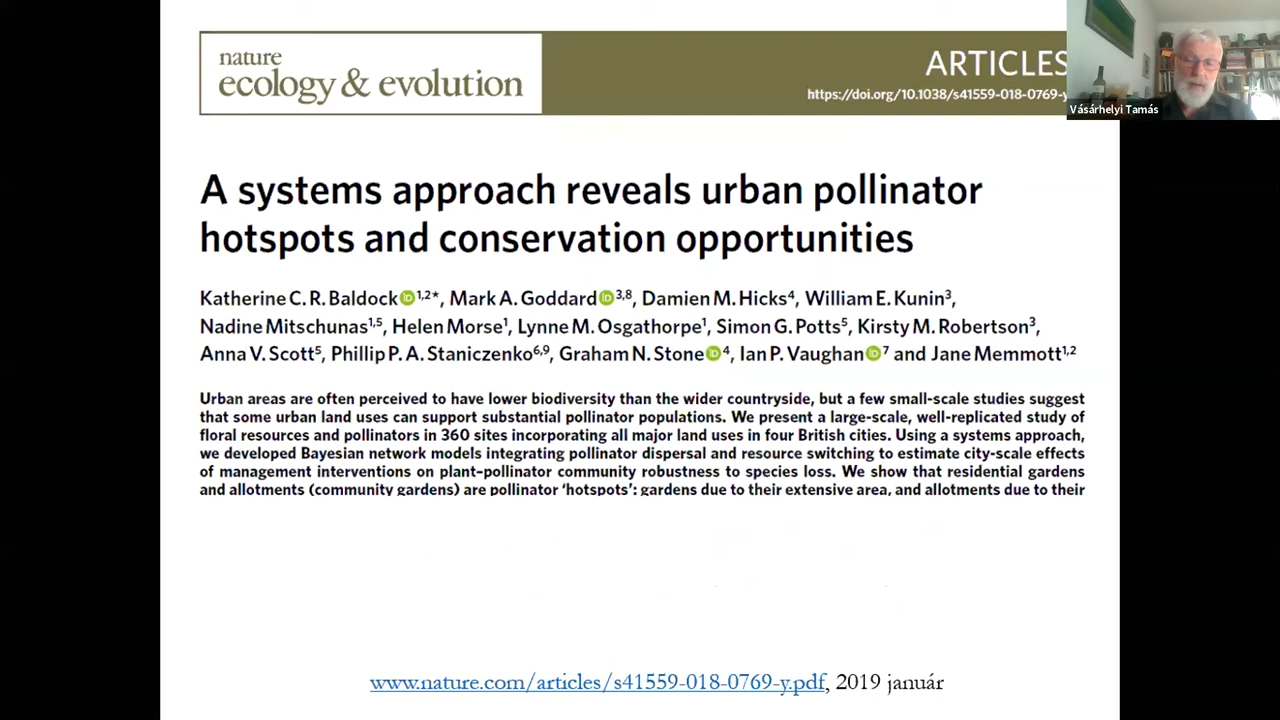 nature
ecology & evolution
ARTICLES
https://doi.org/10.1038/s41559-018-0769-y
Vásárhelyi Tamás
A systems approach reveals urban pollinator
hotspots and conservation opportunities
Katherine C. R. Baldock iD 1,2*, Mark A. Goddard iD 3,8, Damien M. Hicks4, William E. Kunin3,
Nadine Mitschunas1,5, Helen Morse1, Lynne M. Osgathorpe1, Simon G. Potts5, Kirsty M. Robertson3,
Anna V. Scott5, Phillip P. A. Staniczenko6,9, Graham N. Stone iD 4, Ian P. Vaughan iD 7 and Jane Memmott1,2
Urban areas are often perceived to have lower biodiversity than the wider countryside, but a few small-scale studies suggest
that some urban land uses can support substantial pollinator populations. We present a large-scale, well-replicated study of
floral resources and pollinators in 360 sites incorporating all major land uses in four British cities. Using a systems approach,
we developed Bayesian network models integrating pollinator dispersal and resource switching to estimate city-scale effects
of management interventions on plant–pollinator community robustness to species loss. We show that residential gardens
and allotments (community gardens) are pollinator ‘hotspots’: gardens due to their extensive area, and allotments due to their
www.nature.com/articles/s41559-018-0769-y.pdf, 2019 január